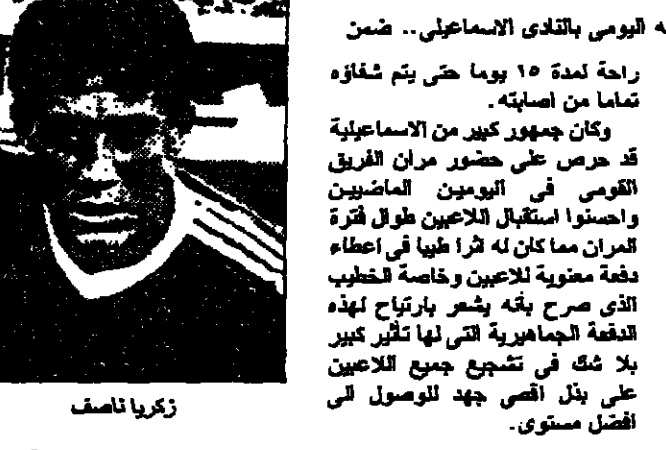 ه اليومى بالنادى الاسماعيلى.. ضمن
راحة لمدة ١٥ يوما حتى يتم شفاؤه
تماما من اصابته.
وكان جمهور كبير من الاسماعيلية
قد حرص على حضور مران الفريق
القومى فى اليومين الماضيين
واحسنوا استقبال اللاعبين طوال فترة
المران مما كان له اثرا طيبا فى اعطاء
دفعة معنوية للاعبين وخاصة الخطيب
الذى صرح بأنه يشعر بارتياح لهذه
الدفعة الجماهيرية التى لها تأثير كبير
بلا شك فى تشجيع جميع اللاعبين
على بذل اقصى جهد للوصول الى
افضل مستوى.
زكريا ناصف